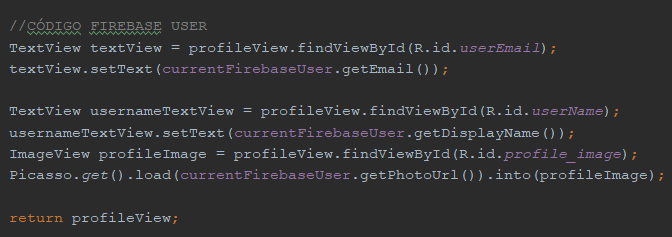 //CÓDIGO FIREBASE USER
TextView textView = profileView.findViewById(R.id.userEmail);
textView.setText(currentFirebaseUser.getEmail());
TextView usernameTextView = profileView.findViewById(R.id.userName);
usernameTextView.setText(currentFirebaseUser.getDisplayName());
ImageView profileImage = profileView.findViewById(R.id.profile_image);
Picasso.get().load(currentFirebaseUser.getPhotoUrl()).into(profileImage);
return profileView;